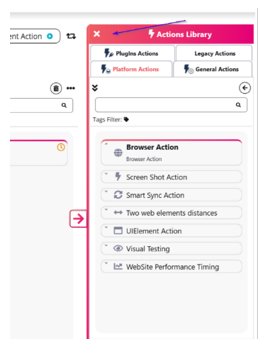 ent Action
Actions Library
PlugIns Actions
Legacy Actions
Platform Actions
General Actions
Tags Filter:
Browser Action
Browser Action
Screen Shot Action
Smart Sync Action
Two web elements distances
UIElement Action
Visual Testing
WebSite Performance Timing